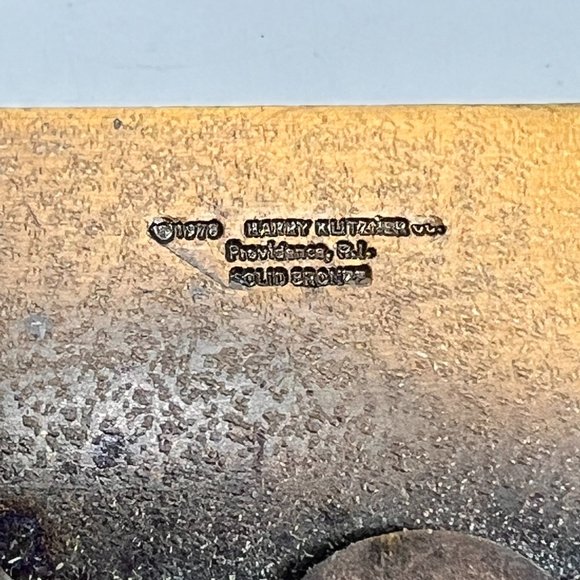 ©1978 HARRY KLITZNER CO.
Providence, R.I.
SOLID BRONZE